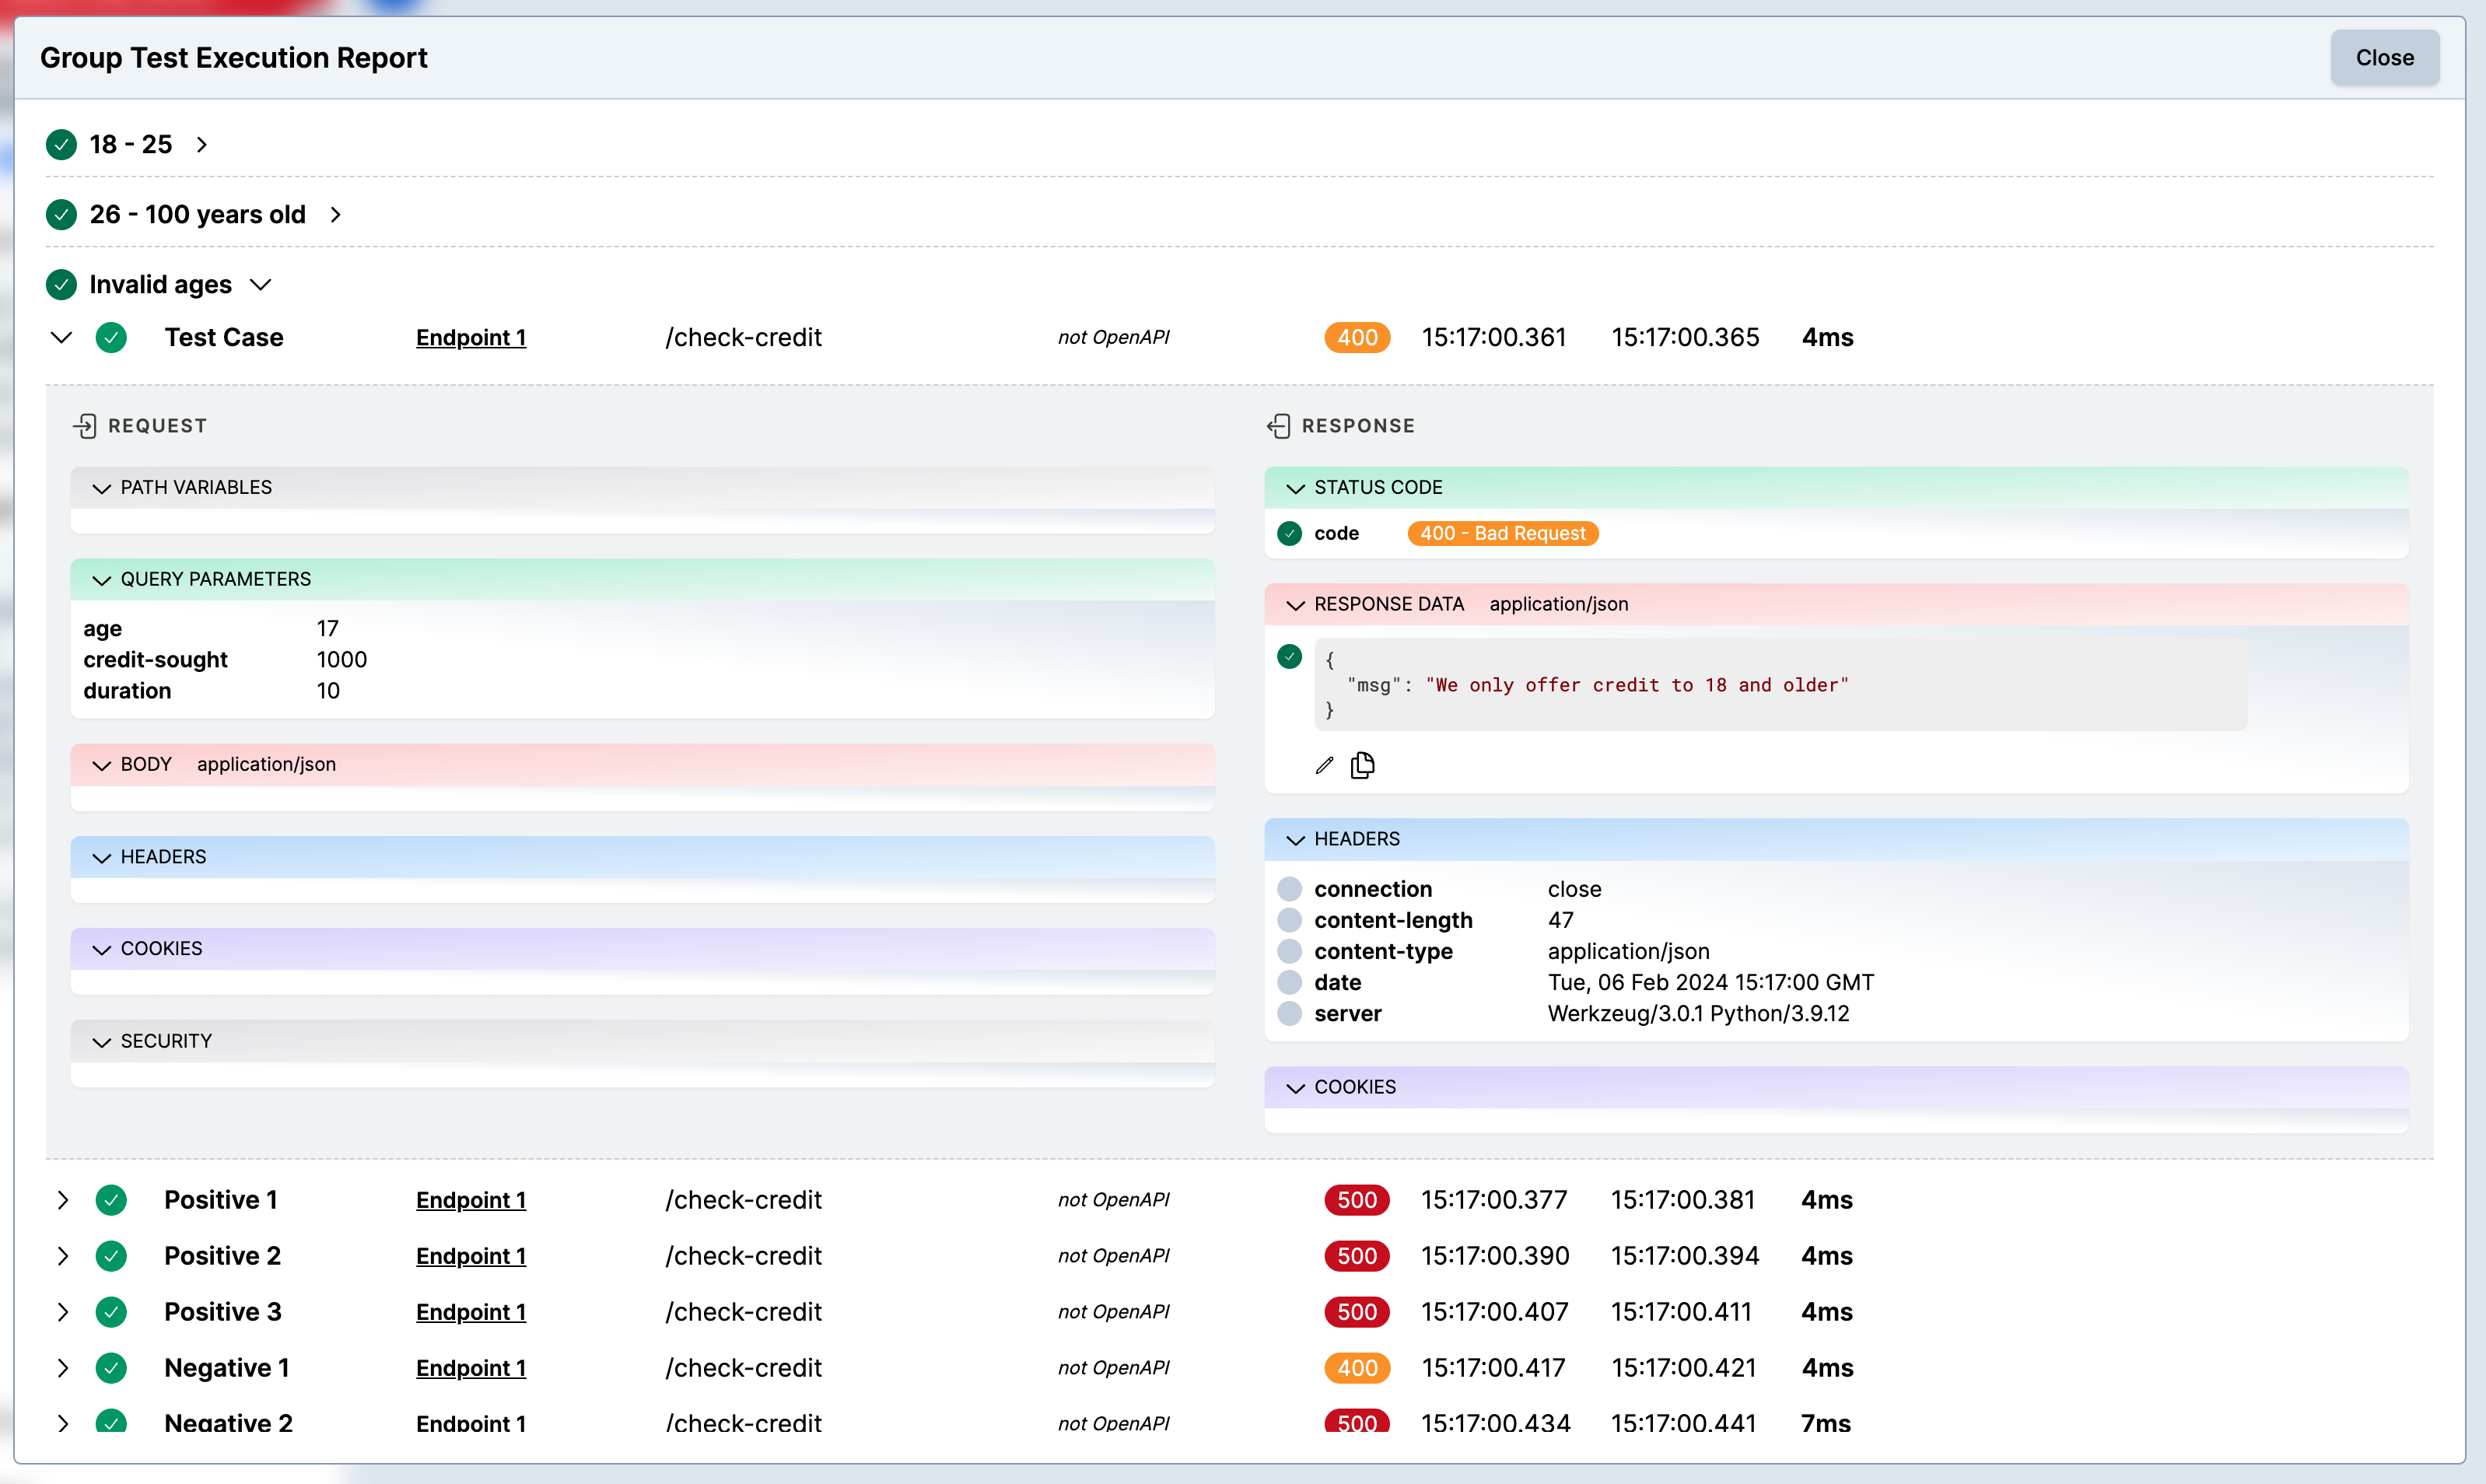 Group Test Execution Report
Close
18 - 25
26 - 100 years old
Invalid ages
Test Case Endpoint 1 /check-credit not OpenAPI 400 15:17:00.361 15:17:00.365 4ms
REQUEST
PATH VARIABLES
QUERY PARAMETERS
age 17
credit-sought 1000
duration 10
BODY application/json
HEADERS
COOKIES
SECURITY
RESPONSE
STATUS CODE
code 400 - Bad Request
RESPONSE DATA application/json
{
"msg": "We only offer credit to 18 and older"
}
HEADERS
connection close
content-length 47
content-type application/json
date Tue, 06 Feb 2024 15:17:00 GMT
server Werkzeug/3.0.1 Python/3.9.12
COOKIES
Positive 1 Endpoint 1 /check-credit not OpenAPI 500 15:17:00.377 15:17:00.381 4ms
Positive 2 Endpoint 1 /check-credit not OpenAPI 500 15:17:00.390 15:17:00.394 4ms
Positive 3 Endpoint 1 /check-credit not OpenAPI 500 15:17:00.407 15:17:00.411 4ms
Negative 1 Endpoint 1 /check-credit not OpenAPI 400 15:17:00.417 15:17:00.421 4ms
Negative 2 Endpoint 1 /check-credit not OpenAPI 500 15:17:00.434 15:17:00.441 7ms